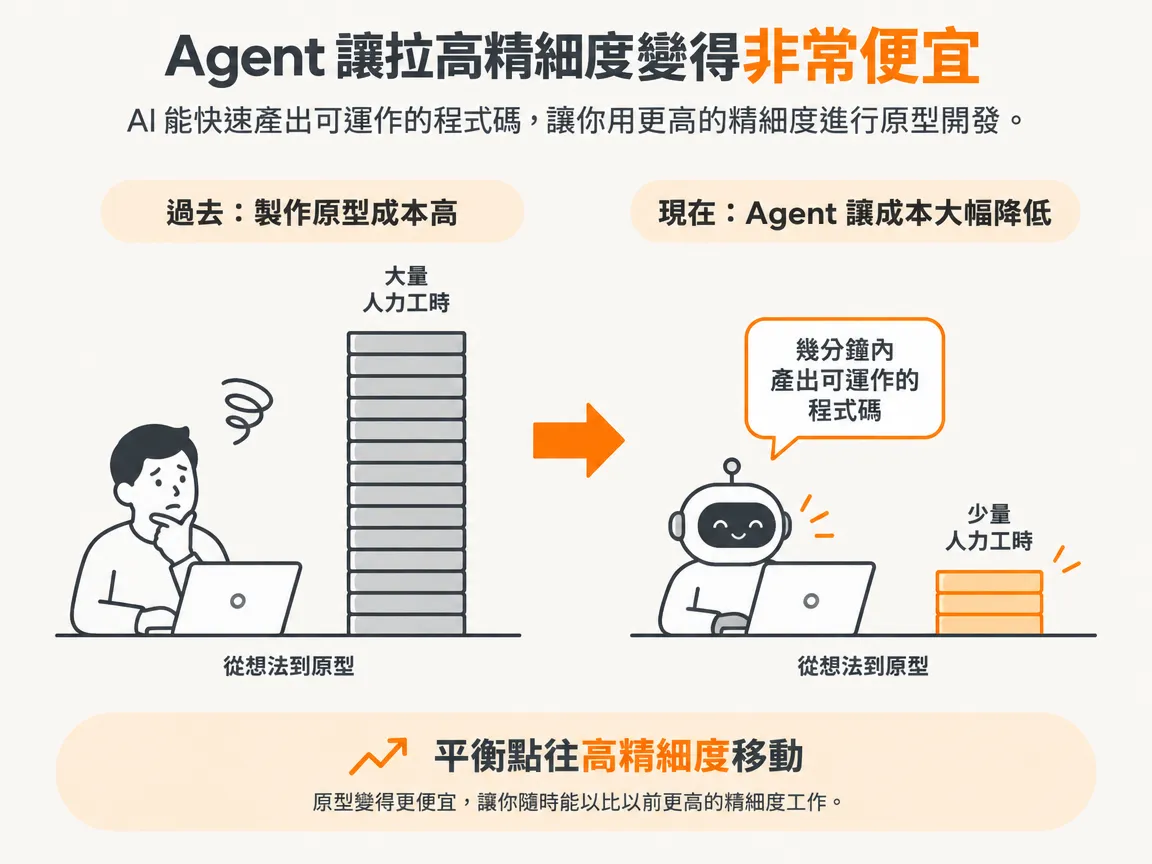 Agent 讓拉高精細度變得非常便宜
AI 能快速產出可運作的程式碼，讓你用更高的精細度進行原型開發。
過去：製作原型成本高
大量
人力工時
從想法到原型
現在：Agent 讓成本大幅降低
幾分鐘內
產出可運作的
程式碼
少量
人力工時
從想法到原型
平衡點往高精細度移動
原型變得更便宜，讓你隨時能以比以前更高的精細度工作。